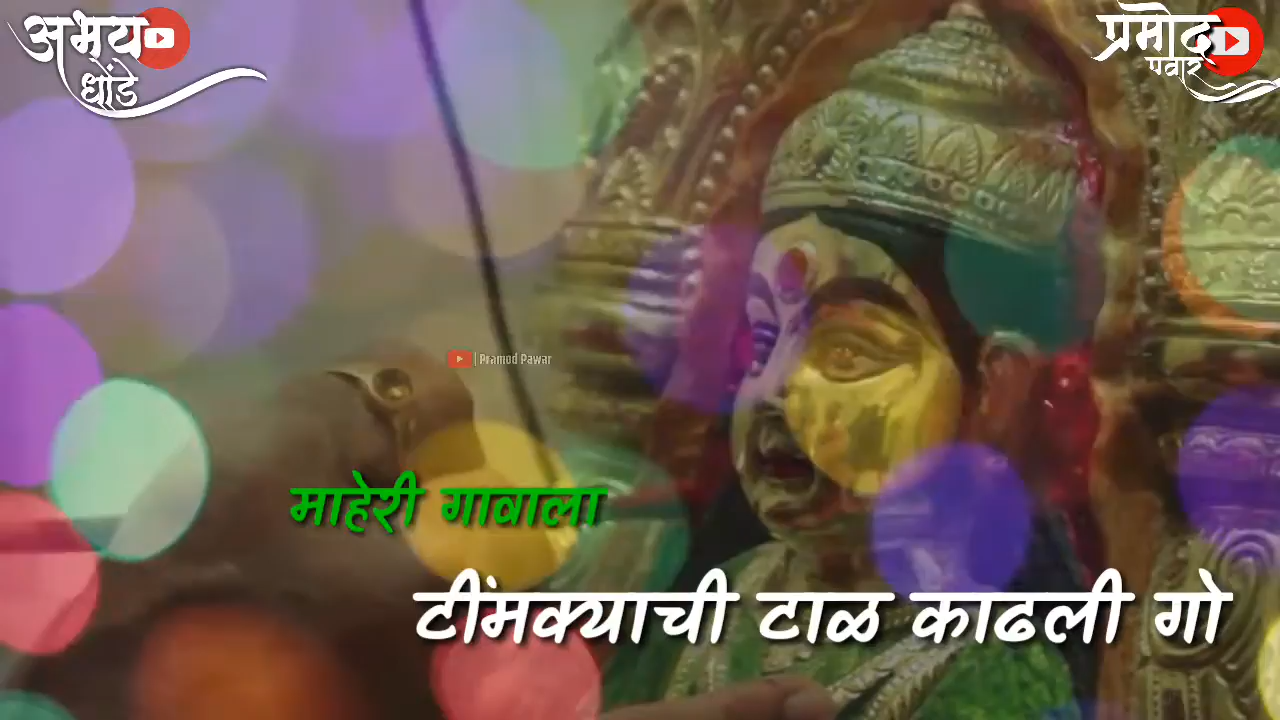 अभय
धोंडे
प्रमोद
पवार
| Pramod Pawar
माहेरी गावाला
टींमक्याची टाळ काढली गो